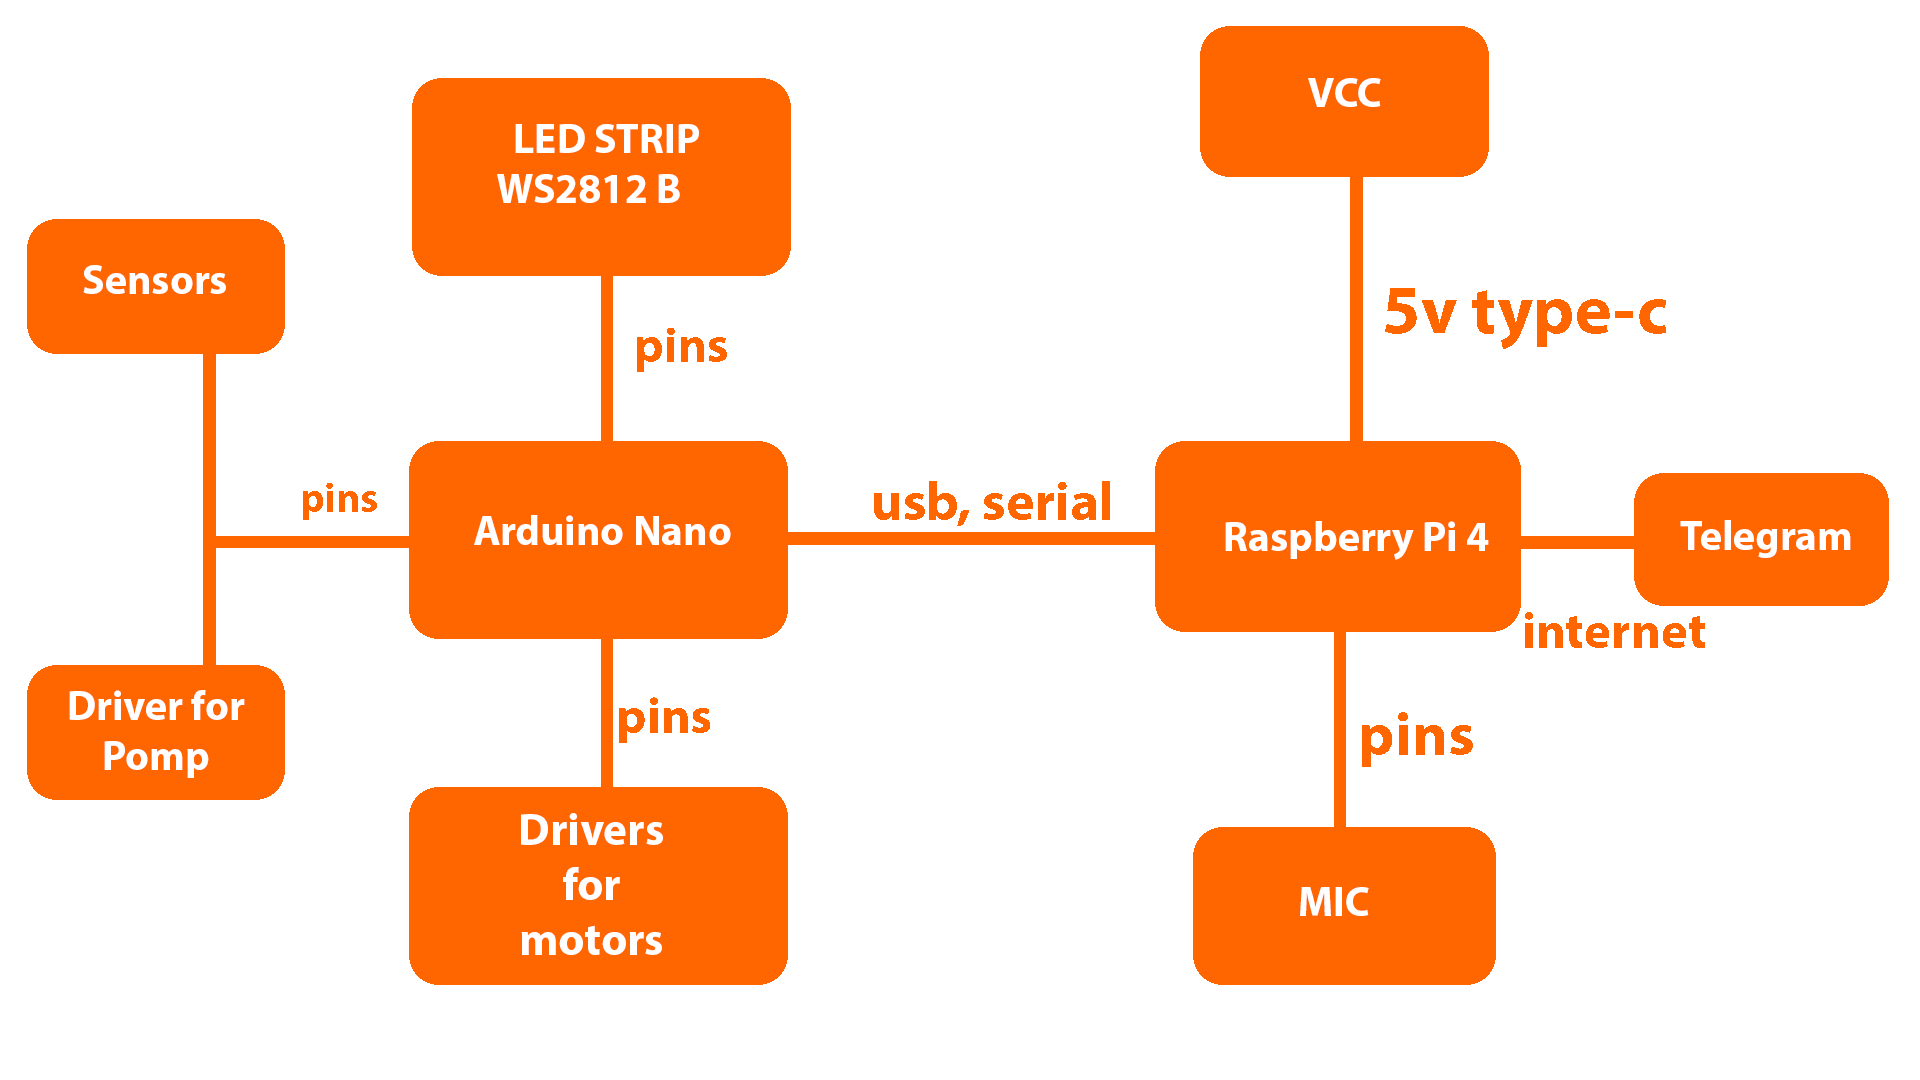 VCC
LED STRIP
WS2812 B
Sensors
5v type-c
pins
pins
usb, serial
Arduino Nano
Raspberry Pi 4
Telegram
internet
Driver for
Pomp
pins
pins
Drivers
for
motors
MIC